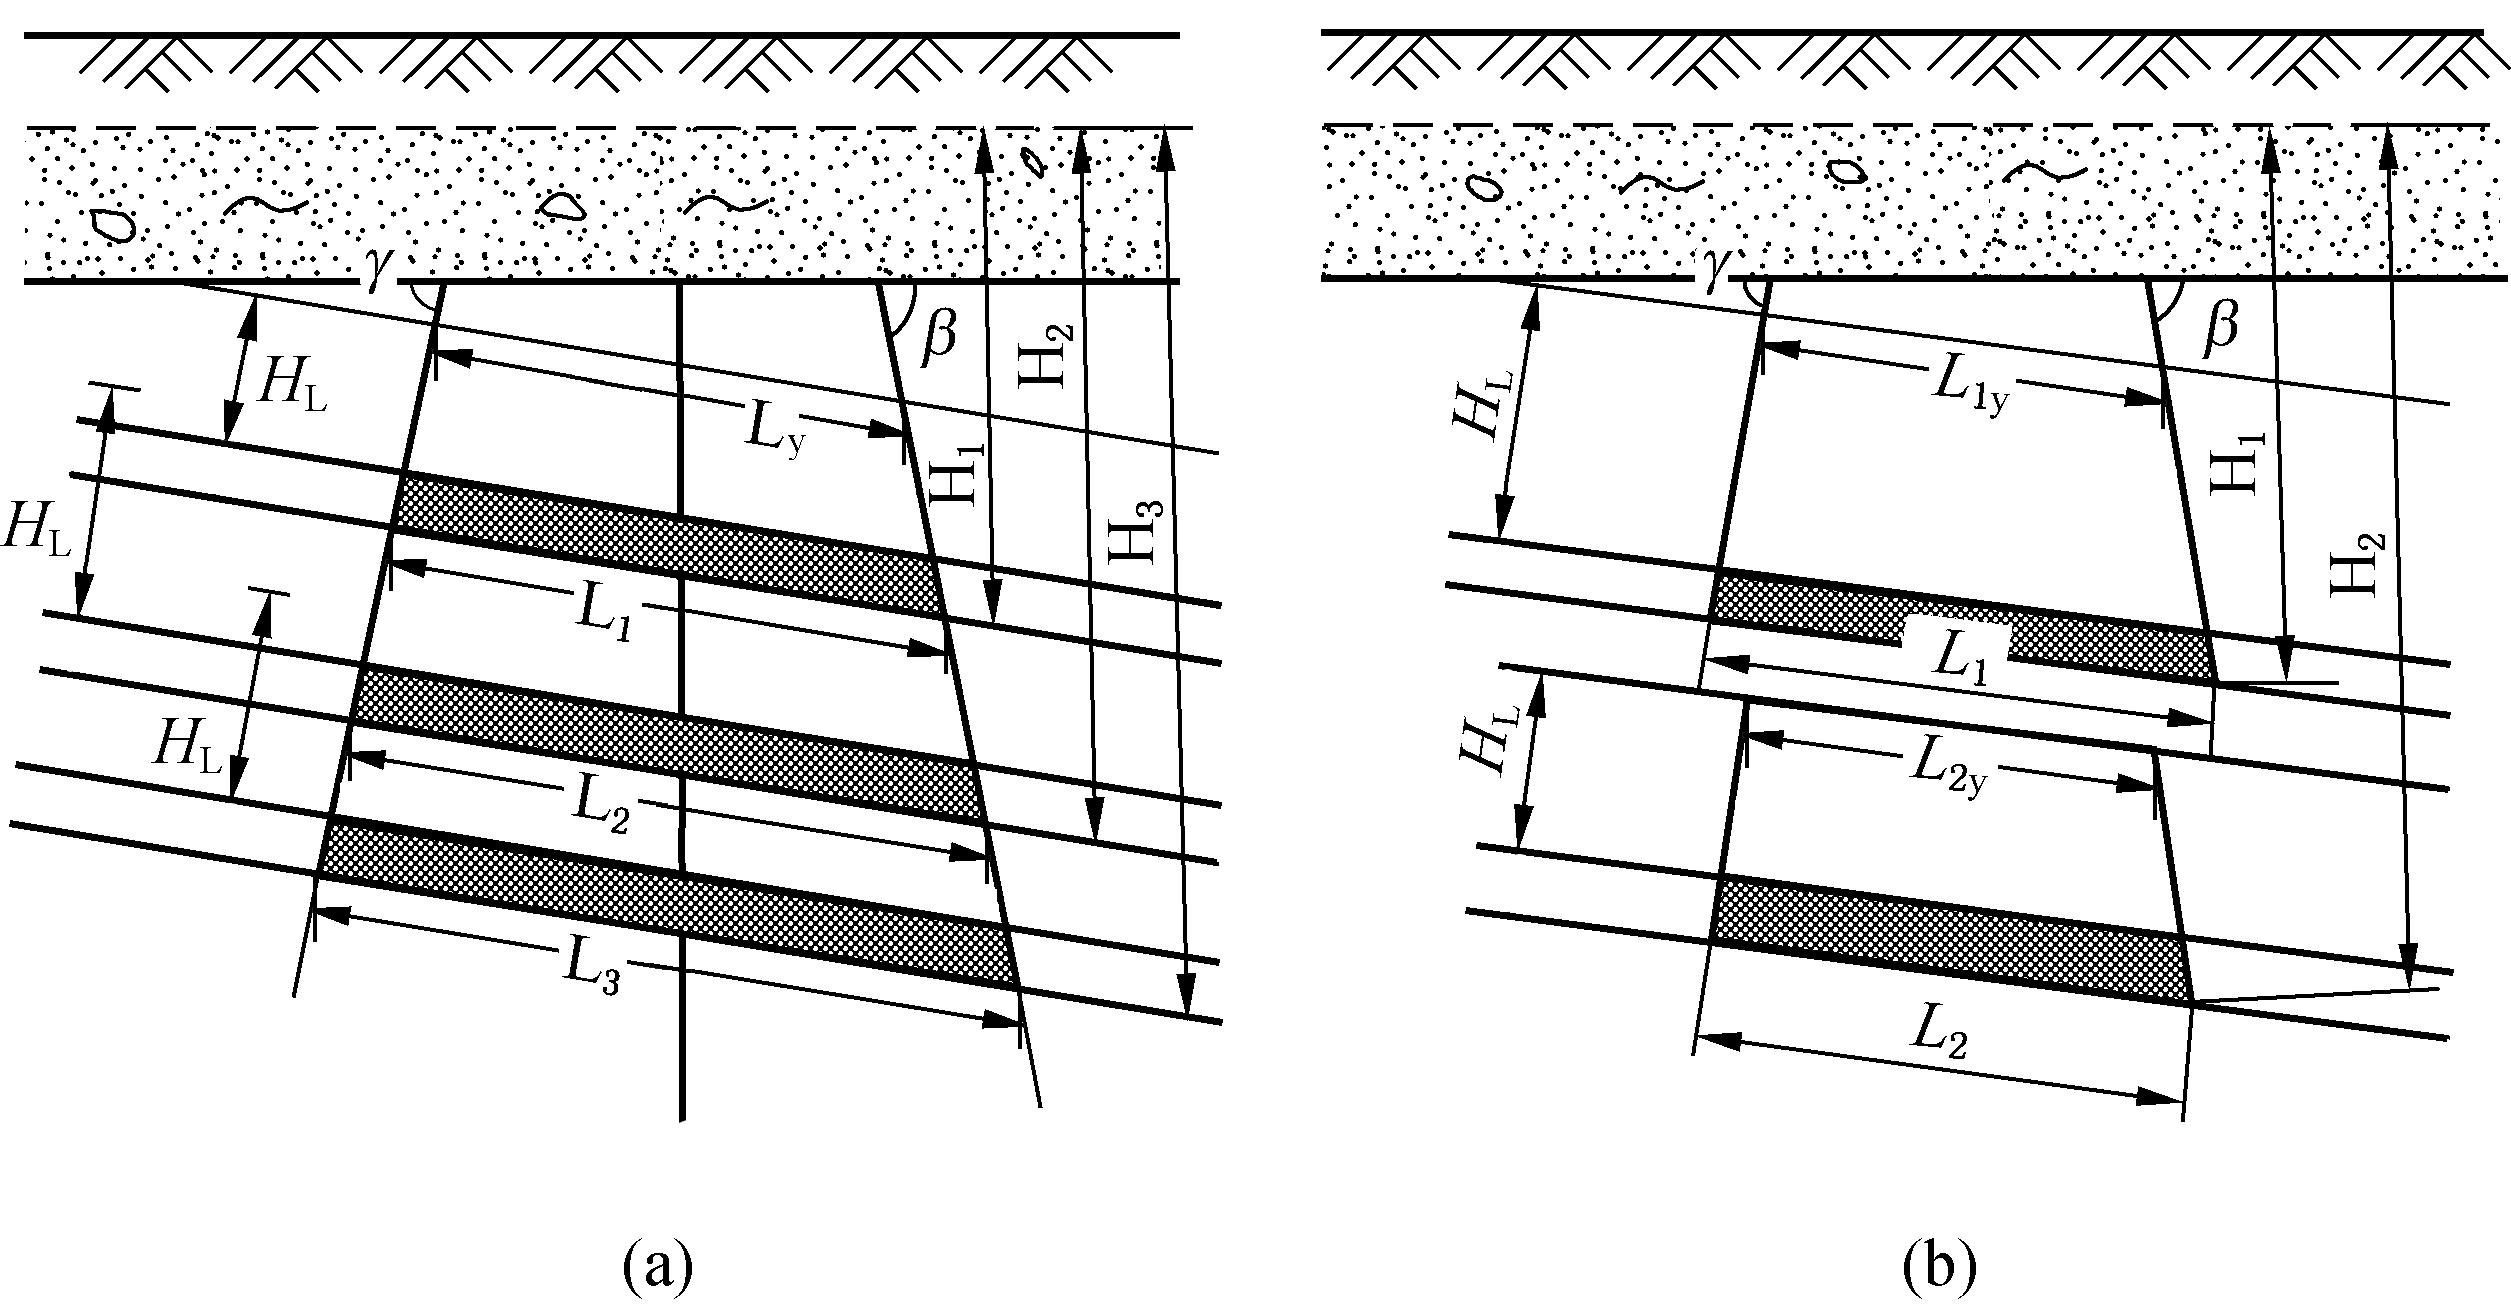 γ
β
H_L
L_y
H_1
H_2
H_3
H_L
L_1
H_L
L_2
L_3
(a)
γ
β
H_L
L_1y
H_1
H_2
L_1
H_L
L_2y
L_2
(b)